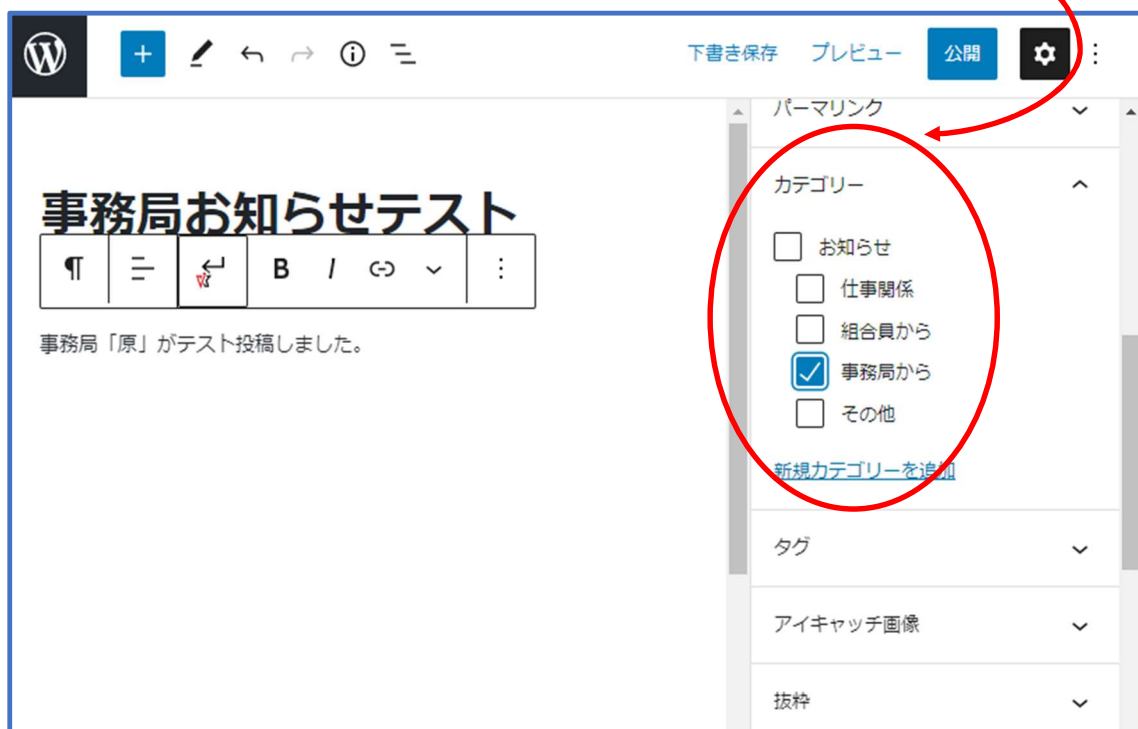 下書き保存 プレビュー 公開
パーマリンク
カテゴリー
事務局お知らせテスト
B I
お知らせ
仕事関係
組合員から
事務局から
その他
事務局「原」がテスト投稿しました。
新規カテゴリーを追加
タグ
アイキャッチ画像
抜粋